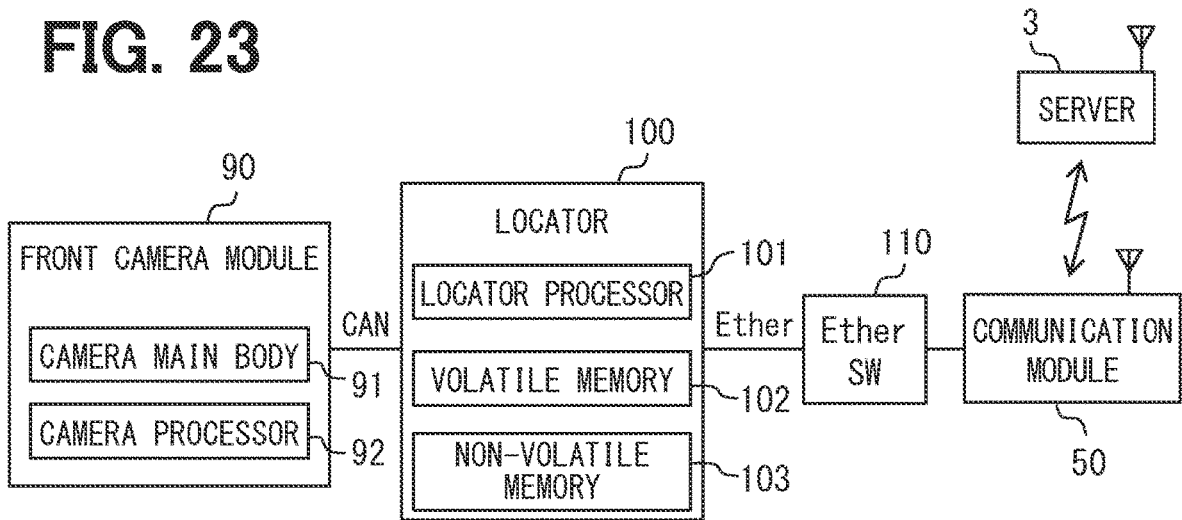 FIG. 23
3
SERVER
90
FRONT CAMERA MODULE
CAMERA MAIN BODY
91
CAMERA PROCESSOR
92
CAN
100
LOCATOR
101
LOCATOR PROCESSOR
VOLATILE MEMORY
102
NON-VOLATILE
MEMORY
103
Ether
110
Ether
SW
COMMUNICATION
MODULE
50